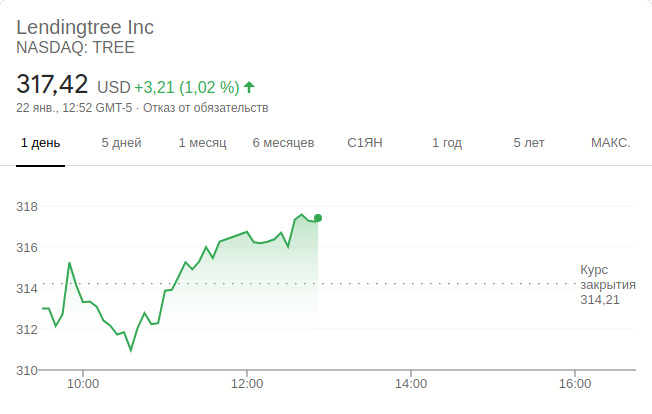 Lendingtree Inc
NASDAQ: TREE
317,42 USD +3,21 (1,02 %)
22 янв., 12:52 GMT-5 · Отказ от обязательств
1 день 5 дней 1 месяц 6 месяцев С1ЯН 1 год 5 лет МАКС.
318
316
314
312
310
Курс
закрытия
314,21
10:00 12:00 14:00 16:00